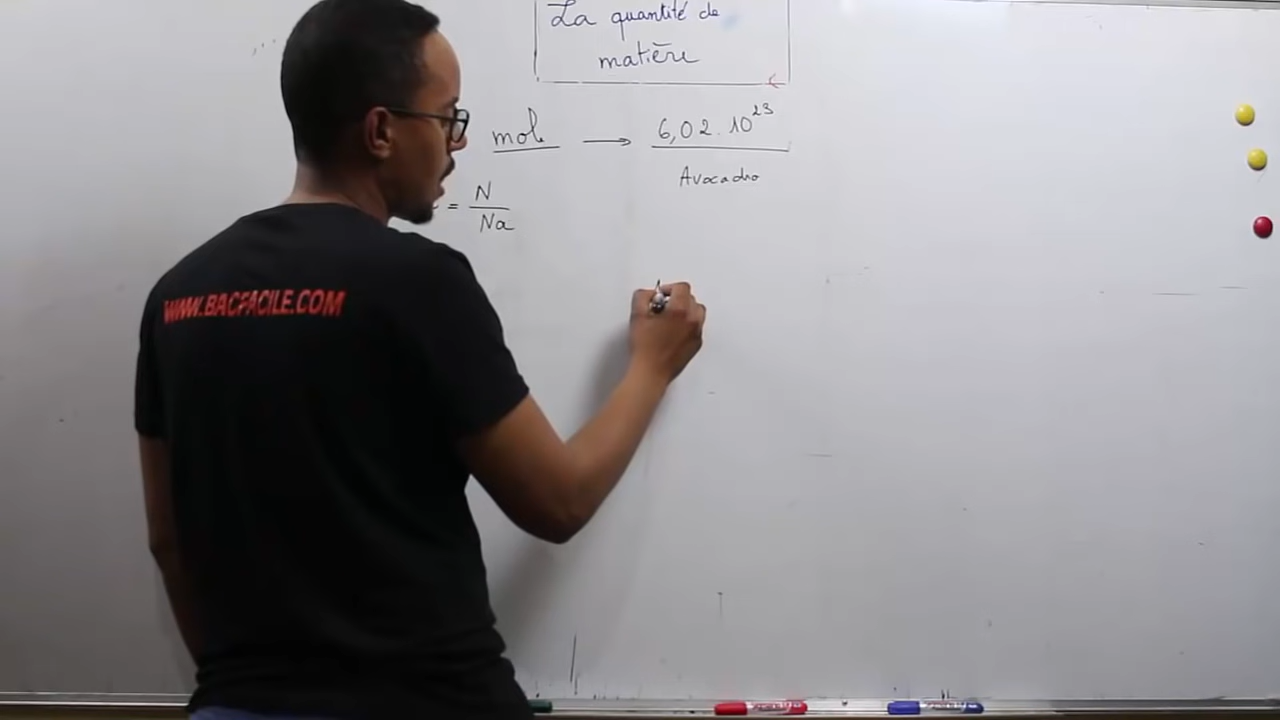 La quantité de
matière
mol → 6,02.10²³
Avocadro
= N
Na
WWW.BACFACILE.COM